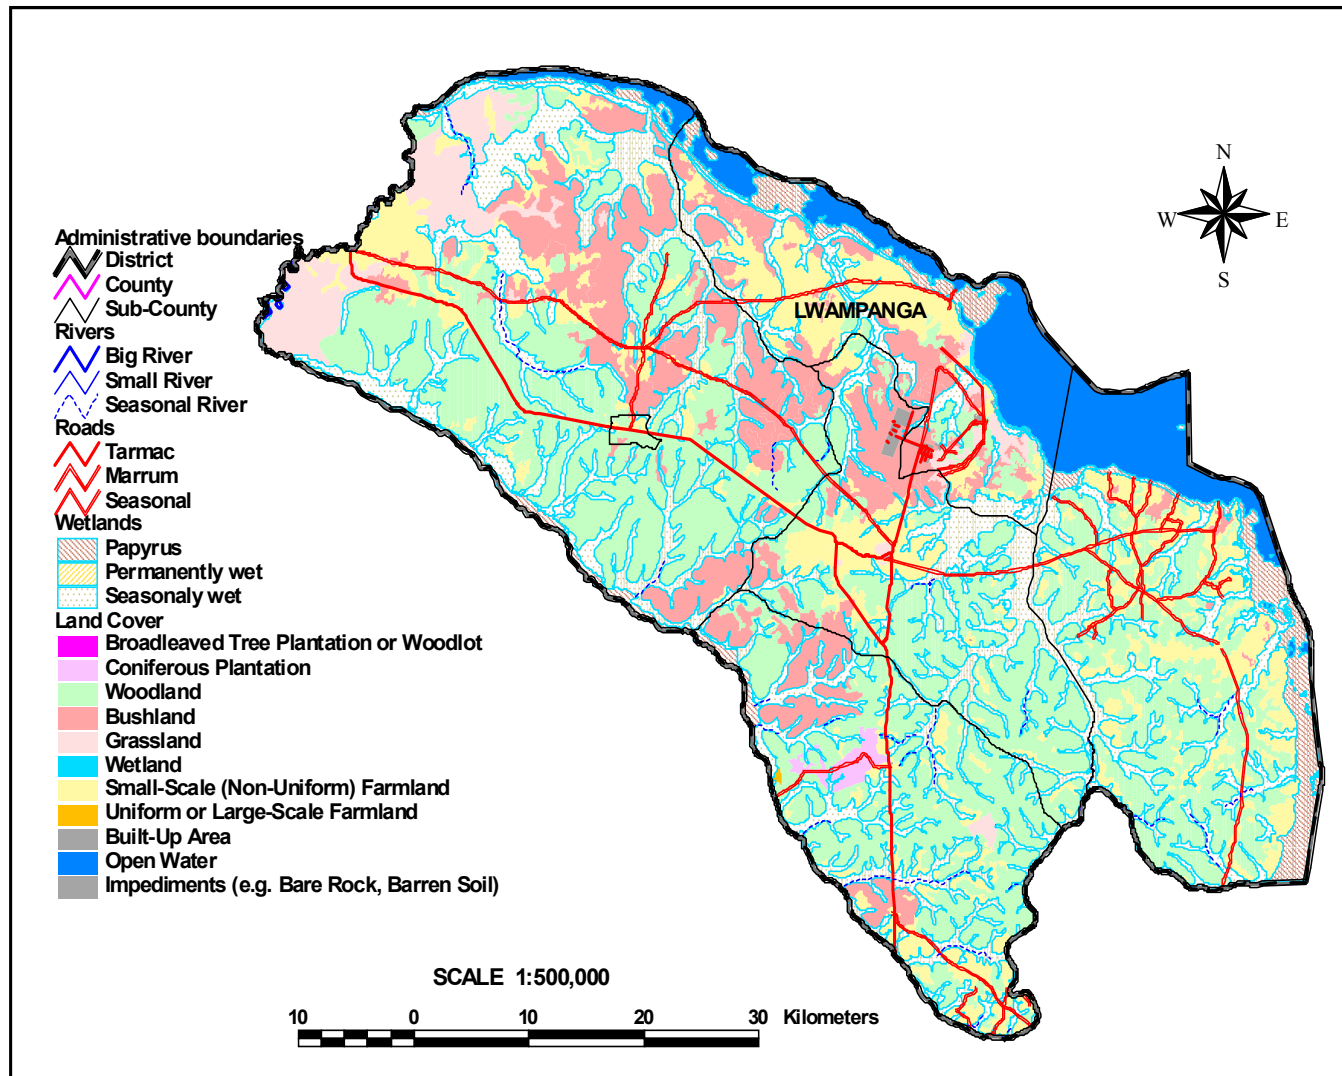 N
W E
S
Administrative boundaries
District
County
Sub-County
Rivers
Big River
Small River
Seasonal River
Roads
Tarmac
Marrum
Seasonal
Wetlands
Papyrus
Permanently wet
Seasonaly wet
Land Cover
Broadleaved Tree Plantation or Woodlot
Coniferous Plantation
Woodland
Bushland
Grassland
Wetland
Small-Scale (Non-Uniform) Farmland
Uniform or Large-Scale Farmland
Built-Up Area
Open Water
Impediments (e.g. Bare Rock, Barren Soil)
LWAMPANGA
SCALE 1:500,000
10 0 10 20 30 Kilometers